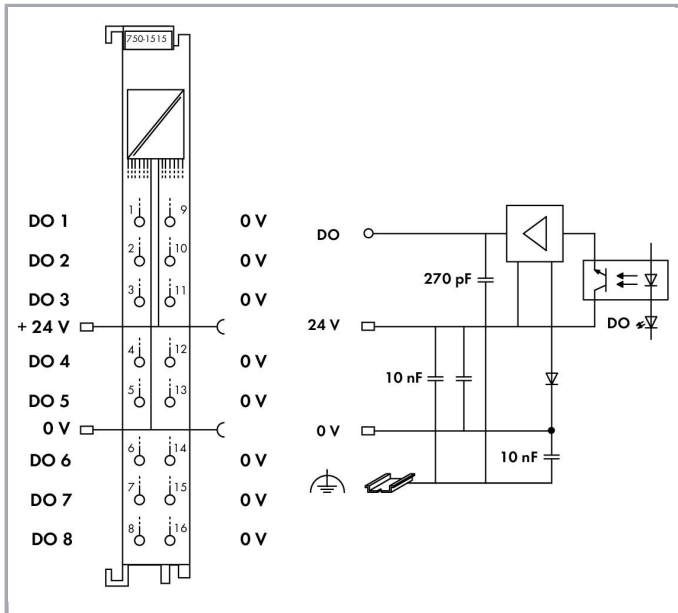 750-1515
DO 1 1 9 0 V
DO 2 2 10 0 V
DO 3 3 11 0 V
+ 24 V
DO 4 4 12 0 V
DO 5 5 13 0 V
0 V
DO 6 6 14 0 V
DO 7 7 15 0 V
DO 8 8 16 0 V
DO
270 pF
24 V
DO
10 nF
0 V
10 nF